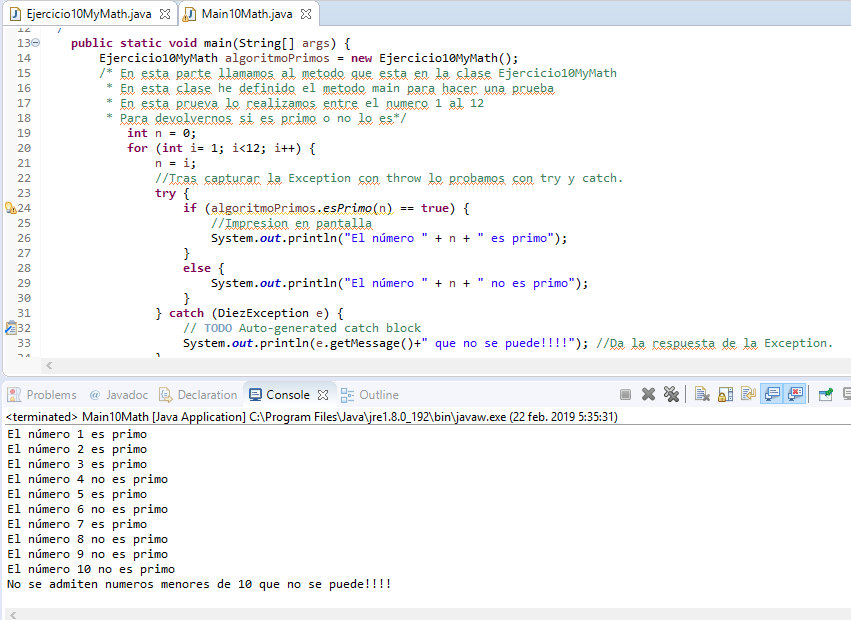 Ejercicio10MyMath.java Main10Math.java
12 */
13 public static void main(String[] args) {
14 Ejercicio10MyMath algoritmoPrimos = new Ejercicio10MyMath();
15 /* En esta parte llamamos al metodo que esta en la clase Ejercicio10MyMath
16 * En esta clase he definido el metodo main para hacer una prueba
17 * En esta prueva lo realizamos entre el numero 1 al 12
18 * Para devolvernos si es primo o no lo es*/
19 int n = 0;
20 for (int i= 1; i<12; i++) {
21 n = i;
22 //Tras capturar la Exception con throw lo probamos con try y catch.
23 try {
24 if (algoritmoPrimos.esPrimo(n) == true) {
25 //Impresion en pantalla
26 System.out.println("El número " + n + " es primo");
27 }
28 else {
29 System.out.println("El número " + n + " no es primo");
30 }
31 } catch (DiezException e) {
32 // TODO Auto-generated catch block
33 System.out.println(e.getMessage()+" que no se puede!!!!"); //Da la respuesta de la Exception.
34 }
Problems @ Javadoc Declaration Console Outline
<terminated> Main10Math [Java Application] C:\Program Files\Java\jre1.8.0_192\bin\javaw.exe (22 feb. 2019 5:35:31)
El número 1 es primo
El número 2 es primo
El número 3 es primo
El número 4 no es primo
El número 5 es primo
El número 6 no es primo
El número 7 es primo
El número 8 no es primo
El número 9 no es primo
El número 10 no es primo
No se admiten numeros menores de 10 que no se puede!!!!